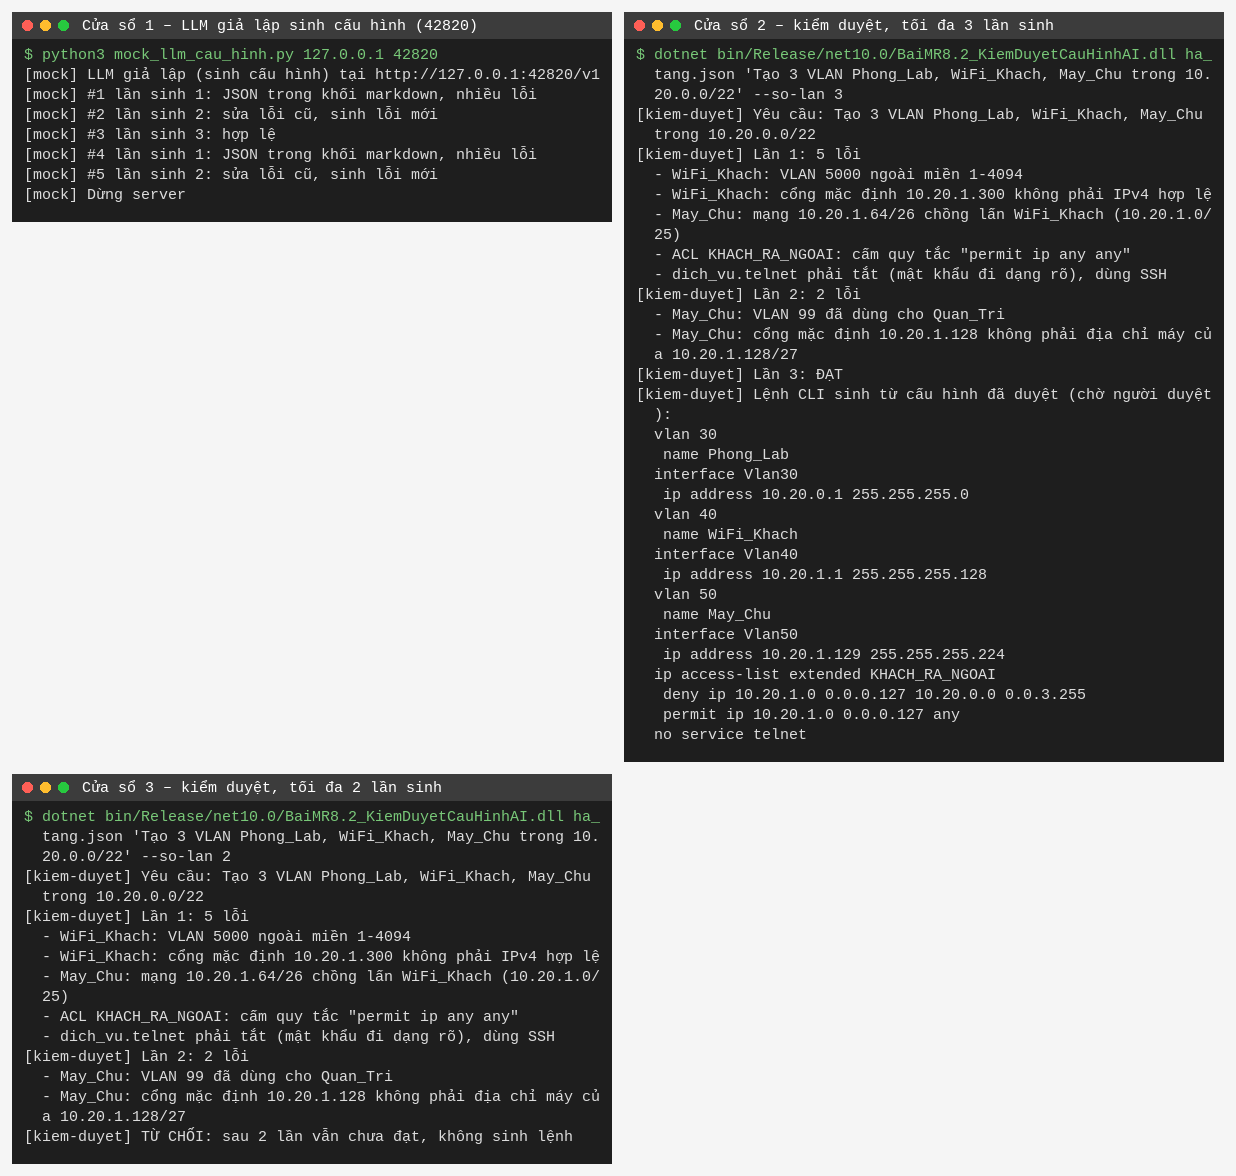 Cửa sổ 1 – LLM giả lập sinh cấu hình (42820)
$ python3 mock_llm_cau_hinh.py 127.0.0.1 42820
[mock] LLM giả lập (sinh cấu hình) tại http://127.0.0.1:42820/v1
[mock] #1 lần sinh 1: JSON trong khối markdown, nhiều lỗi
[mock] #2 lần sinh 2: sửa lỗi cũ, sinh lỗi mới
[mock] #3 lần sinh 3: hợp lệ
[mock] #4 lần sinh 1: JSON trong khối markdown, nhiều lỗi
[mock] #5 lần sinh 2: sửa lỗi cũ, sinh lỗi mới
[mock] Dừng server
Cửa sổ 2 – kiểm duyệt, tối đa 3 lần sinh
$ dotnet bin/Release/net10.0/BaiMR8.2_KiemDuyetCauHinhAI.dll ha_
tang.json 'Tạo 3 VLAN Phong_Lab, WiFi_Khach, May_Chu trong 10.
20.0.0/22' --so-lan 3
[kiem-duyet] Yêu cầu: Tạo 3 VLAN Phong_Lab, WiFi_Khach, May_Chu
trong 10.20.0.0/22
[kiem-duyet] Lần 1: 5 lỗi
- WiFi_Khach: VLAN 5000 ngoài miền 1-4094
- WiFi_Khach: cổng mặc định 10.20.1.300 không phải IPv4 hợp lệ
- May_Chu: mạng 10.20.1.64/26 chồng lấn WiFi_Khach (10.20.1.0/
25)
- ACL KHACH_RA_NGOAI: cấm quy tắc "permit ip any any"
- dich_vu.telnet phải tắt (mật khẩu đi dạng rõ), dùng SSH
[kiem-duyet] Lần 2: 2 lỗi
- May_Chu: VLAN 99 đã dùng cho Quan_Tri
- May_Chu: cổng mặc định 10.20.1.128 không phải địa chỉ máy củ
a 10.20.1.128/27
[kiem-duyet] Lần 3: ĐẠT
[kiem-duyet] Lệnh CLI sinh từ cấu hình đã duyệt (chờ người duyệt
):
vlan 30
name Phong_Lab
interface Vlan30
ip address 10.20.0.1 255.255.255.0
vlan 40
name WiFi_Khach
interface Vlan40
ip address 10.20.1.1 255.255.255.128
vlan 50
name May_Chu
interface Vlan50
ip address 10.20.1.129 255.255.255.224
ip access-list extended KHACH_RA_NGOAI
deny ip 10.20.1.0 0.0.0.127 10.20.0.0 0.0.3.255
permit ip 10.20.1.0 0.0.0.127 any
no service telnet
Cửa sổ 3 – kiểm duyệt, tối đa 2 lần sinh
$ dotnet bin/Release/net10.0/BaiMR8.2_KiemDuyetCauHinhAI.dll ha_
tang.json 'Tạo 3 VLAN Phong_Lab, WiFi_Khach, May_Chu trong 10.
20.0.0/22' --so-lan 2
[kiem-duyet] Yêu cầu: Tạo 3 VLAN Phong_Lab, WiFi_Khach, May_Chu
trong 10.20.0.0/22
[kiem-duyet] Lần 1: 5 lỗi
- WiFi_Khach: VLAN 5000 ngoài miền 1-4094
- WiFi_Khach: cổng mặc định 10.20.1.300 không phải IPv4 hợp lệ
- May_Chu: mạng 10.20.1.64/26 chồng lấn WiFi_Khach (10.20.1.0/
25)
- ACL KHACH_RA_NGOAI: cấm quy tắc "permit ip any any"
- dich_vu.telnet phải tắt (mật khẩu đi dạng rõ), dùng SSH
[kiem-duyet] Lần 2: 2 lỗi
- May_Chu: VLAN 99 đã dùng cho Quan_Tri
- May_Chu: cổng mặc định 10.20.1.128 không phải địa chỉ máy củ
a 10.20.1.128/27
[kiem-duyet] TỪ CHỐI: sau 2 lần vẫn chưa đạt, không sinh lệnh